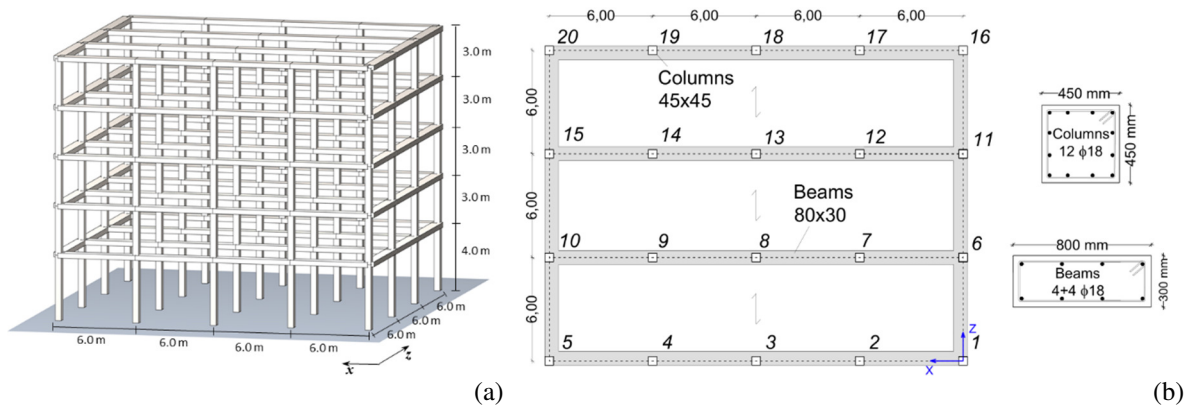 3.0 m
3.0 m
3.0 m
3.0 m
4.0 m
6.0 m
6.0 m
6.0 m
6.0 m
6.0 m
6.0 m
6.0 m
x
z
(a)
6,00 6,00 6,00 6,00
20 19 18 17 16
Columns
45x45
6,00
15 14 13 12 11
Beams
80x30
6,00
10 9 8 7 6
6,00
5 4 3 2 1
Z
X
450 mm
Columns
12 ϕ18
450 mm
800 mm
Beams
4+4 ϕ18
300 mm
(b)